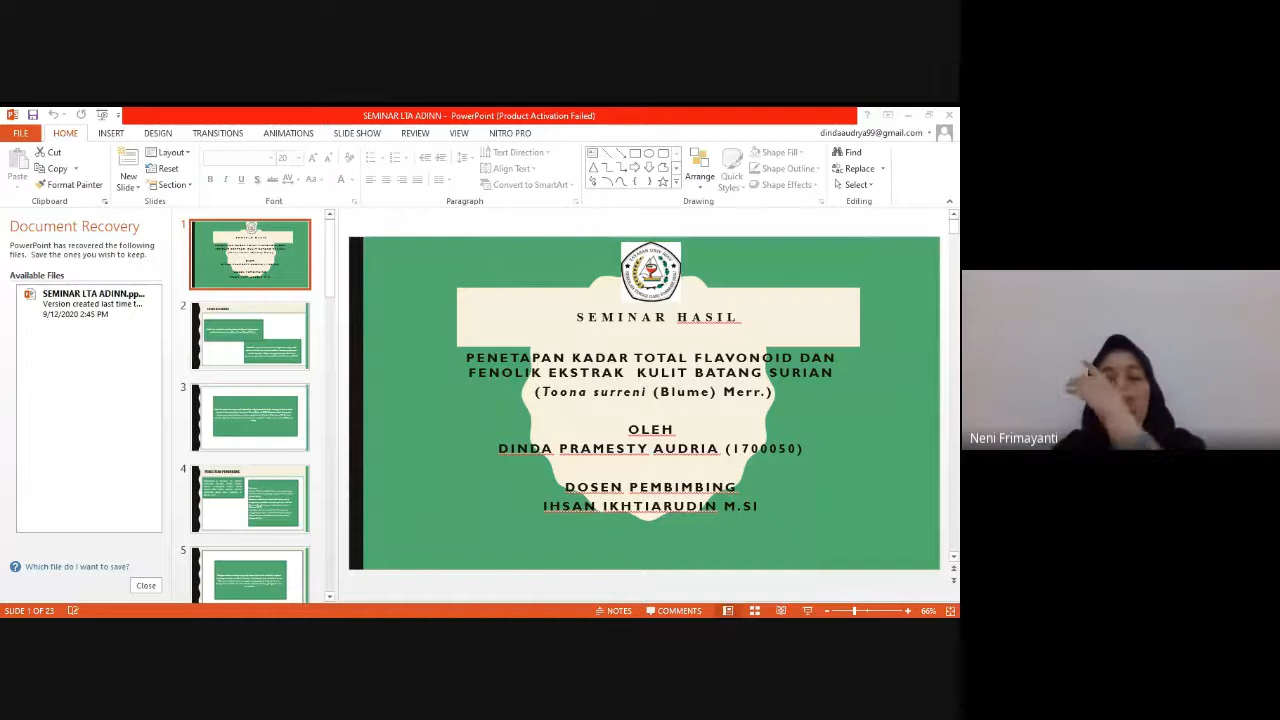 SEMINAR LTA ADINN - PowerPoint (Product Activation Failed)
FILE HOME INSERT DESIGN TRANSITIONS ANIMATIONS SLIDE SHOW REVIEW VIEW NITRO PRO
dindaaudrya99@gmail.com
Paste
Cut
Copy
Format Painter
Clipboard
New
Slide
Layout
Reset
Section
Slides
20
Font
Text Direction
Align Text
Convert to SmartArt
Paragraph
Arrange
Quick
Styles
Shape Fill
Shape Outline
Shape Effects
Drawing
Find
Replace
Select
Editing
Document Recovery
PowerPoint has recovered the following
files. Save the ones you wish to keep.
Available Files
SEMINAR LTA ADINN.pp...
Version created last time t...
9/12/2020 2:45 PM
Which file do I want to save?
Close
1
2
3
4
5
SEMINAR HASIL
PENETAPAN KADAR TOTAL FLAVONOID DAN
FENOLIK EKSTRAK KULIT BATANG SURIAN
(Toona surreni (Blume) Merr.)
OLEH
DINDA PRAMESTY AUDRIA (1700050)
DOSEN PEMBIMBING
IHSAN IKHTIARUDIN M.SI
Neni Frimayanti
SLIDE 1 OF 23
NOTES
COMMENTS
66%